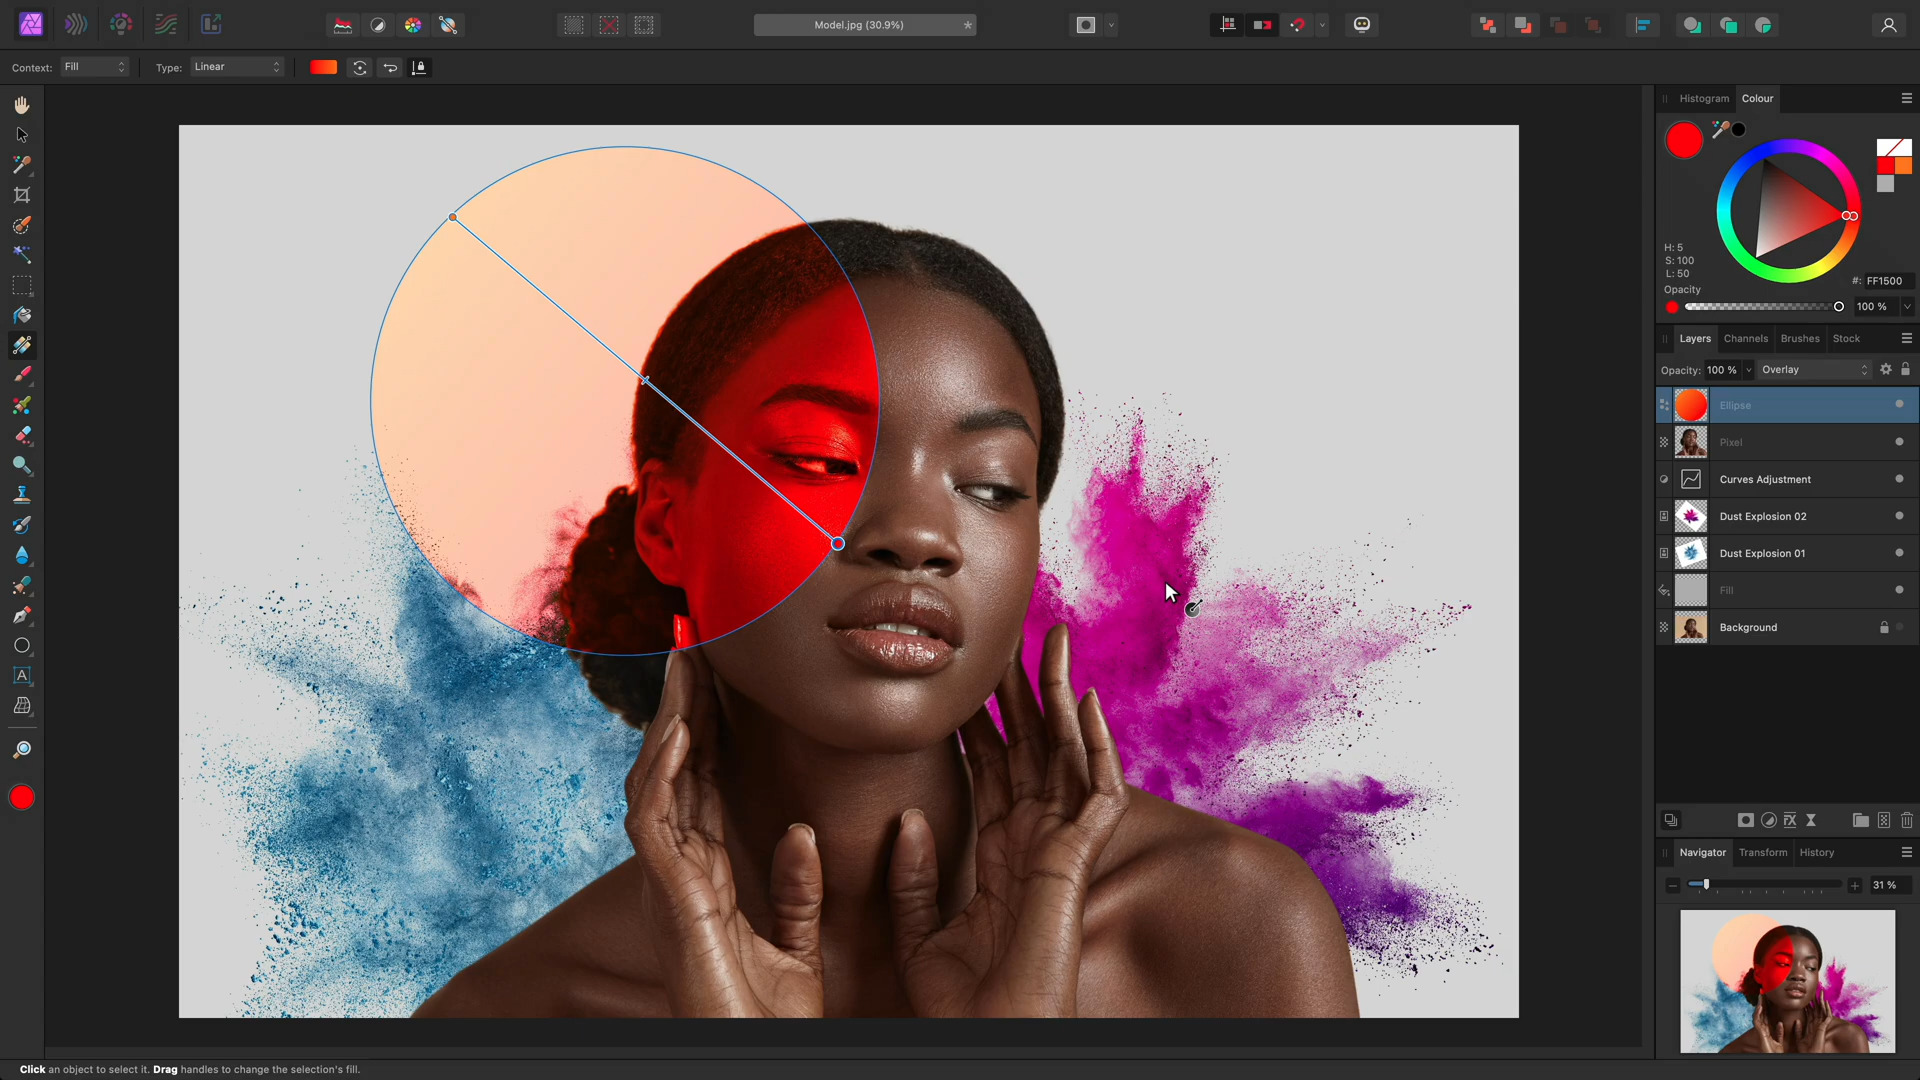 Model.jpg (30.9%)
*
Context: Fill
Type: Linear
Histogram
Colour
H: 5
S: 100
L: 50
#: FF1500
Opacity
100 %
Layers
Channels
Brushes
Stock
Opacity: 100 %
Overlay
Ellipse
Pixel
Curves Adjustment
Dust Explosion 02
Dust Explosion 01
Fill
Background
Navigator
Transform
History
31 %
Click an object to select it. Drag handles to change the selection's fill.